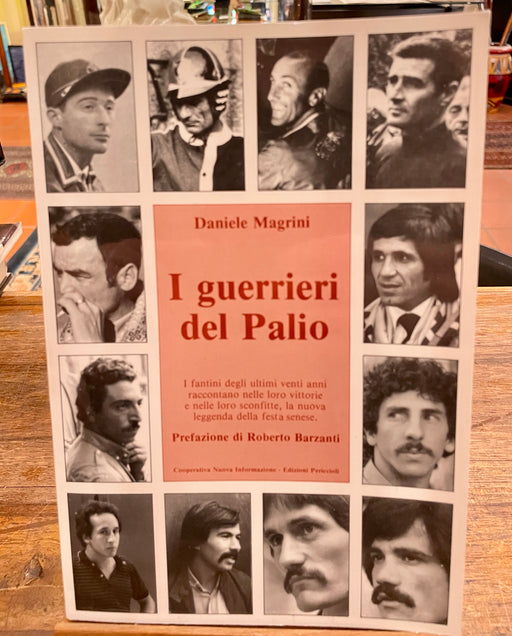 Daniele Magrini
I guerrieri
del Palio
I fantini degli ultimi venti anni
raccontano nelle loro vittorie
e nelle loro sconfitte, la nuova
leggenda della festa senese.
Prefazione di Roberto Barzanti
Cooperativa Nuova Informazione - Edizioni Periccioli